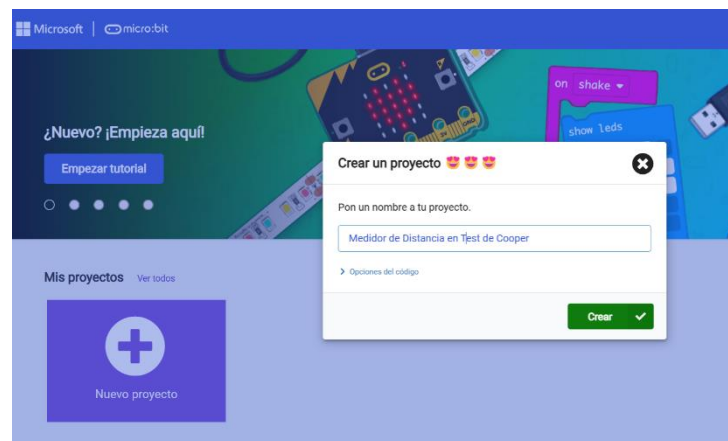 Microsoft | micro:bit
¿Nuevo? ¡Empieza aquí!
Empezar tutorial
on shake
show leds
Crear un proyecto 😍 😍 😍
Pon un nombre a tu proyecto.
Medidor de Distancia en Test de Cooper
Opciones del código
Crear
Mis proyectos Ver todos
Nuevo proyecto